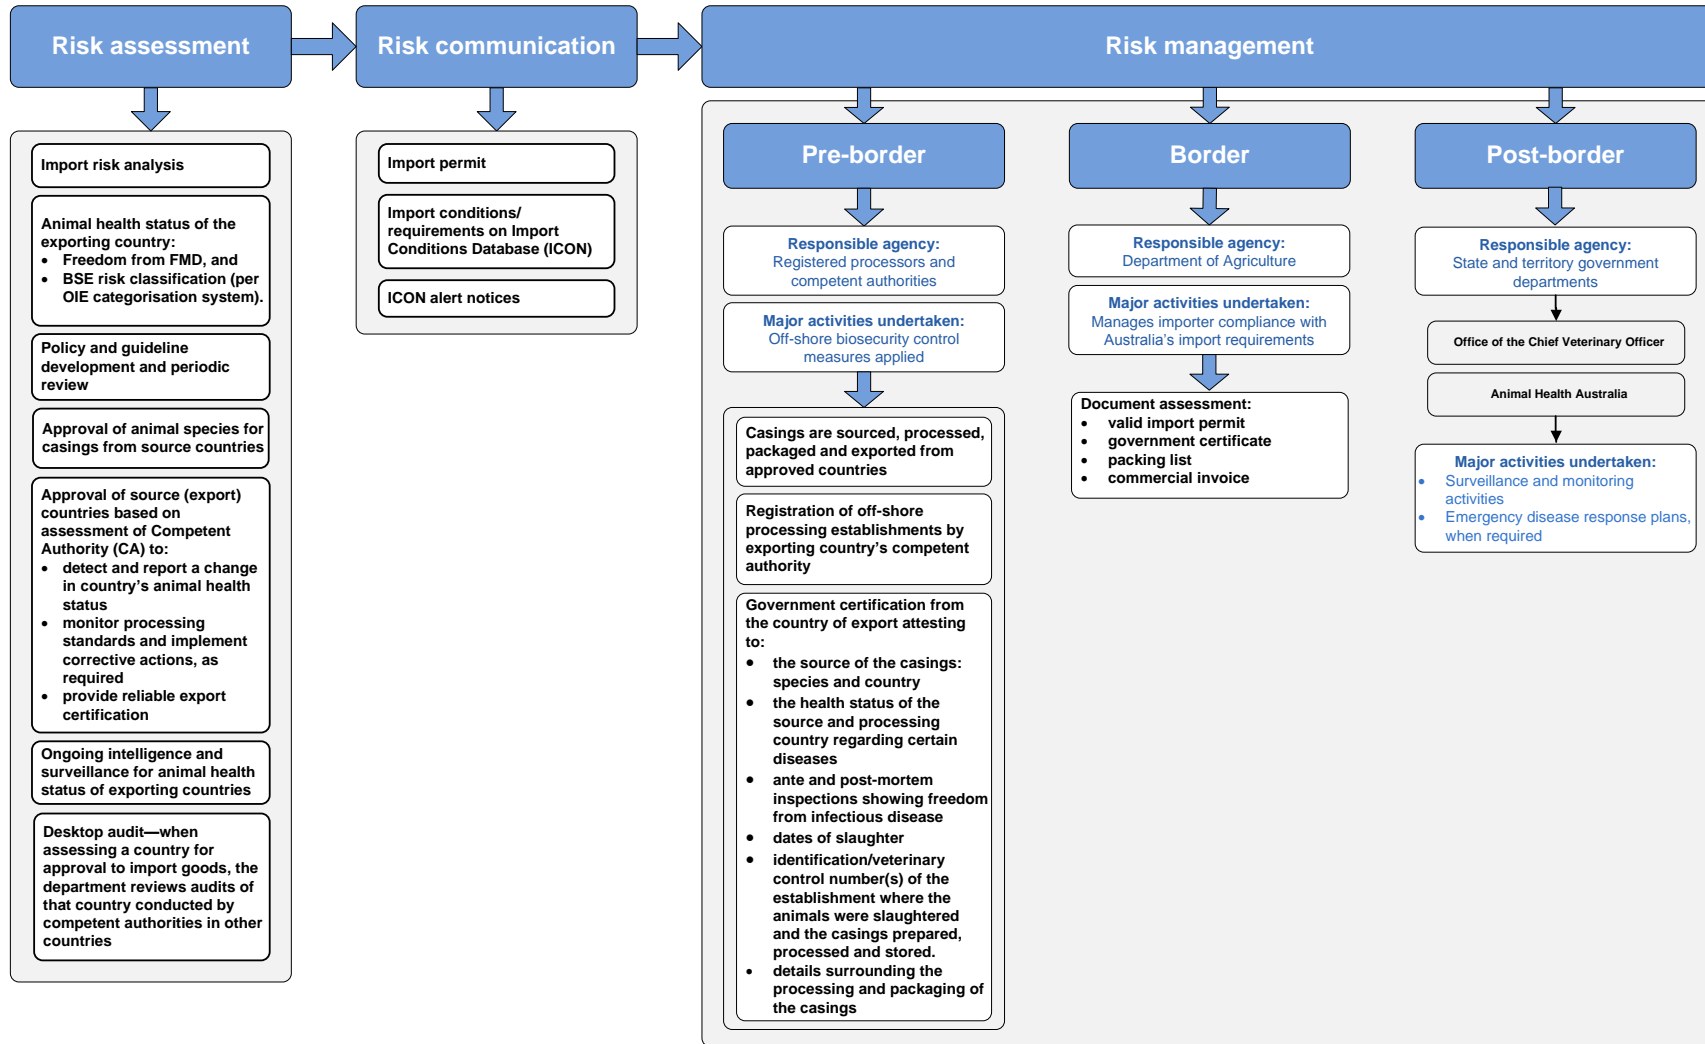 Risk assessment
Risk communication
Risk management
Import risk analysis
Animal health status of the
exporting country:
• Freedom from FMD, and
• BSE risk classification (per
OIE categorisation system).
Policy and guideline
development and periodic
review
Approval of animal species for
casings from source countries
Approval of source (export)
countries based on
assessment of Competent
Authority (CA) to:
• detect and report a change
in country’s animal health
status
• monitor processing
standards and implement
corrective actions, as
required
• provide reliable export
certification
Ongoing intelligence and
surveillance for animal health
status of exporting countries
Desktop audit—when
assessing a country for
approval to import goods, the
department reviews audits of
that country conducted by
competent authorities in other
countries
Import permit
Import conditions/
requirements on Import
Conditions Database (ICON)
ICON alert notices
Pre-border
Responsible agency:
Registered processors and
competent authorities
Major activities undertaken:
Off-shore biosecurity control
measures applied
Casings are sourced, processed,
packaged and exported from
approved countries
Registration of off-shore
processing establishments by
exporting country’s competent
authority
Government certification from
the country of export attesting
to:
• the source of the casings:
species and country
• the health status of the
source and processing
country regarding certain
diseases
• ante and post-mortem
inspections showing freedom
from infectious disease
• dates of slaughter
• identification/veterinary
control number(s) of the
establishment where the
animals were slaughtered
and the casings prepared,
processed and stored.
• details surrounding the
processing and packaging of
the casings
Border
Responsible agency:
Department of Agriculture
Major activities undertaken:
Manages importer compliance with
Australia’s import requirements
Document assessment:
• valid import permit
• government certificate
• packing list
• commercial invoice
Post-border
Responsible agency:
State and territory government
departments
Office of the Chief Veterinary Officer
Animal Health Australia
Major activities undertaken:
• Surveillance and monitoring
activities
• Emergency disease response plans,
when required